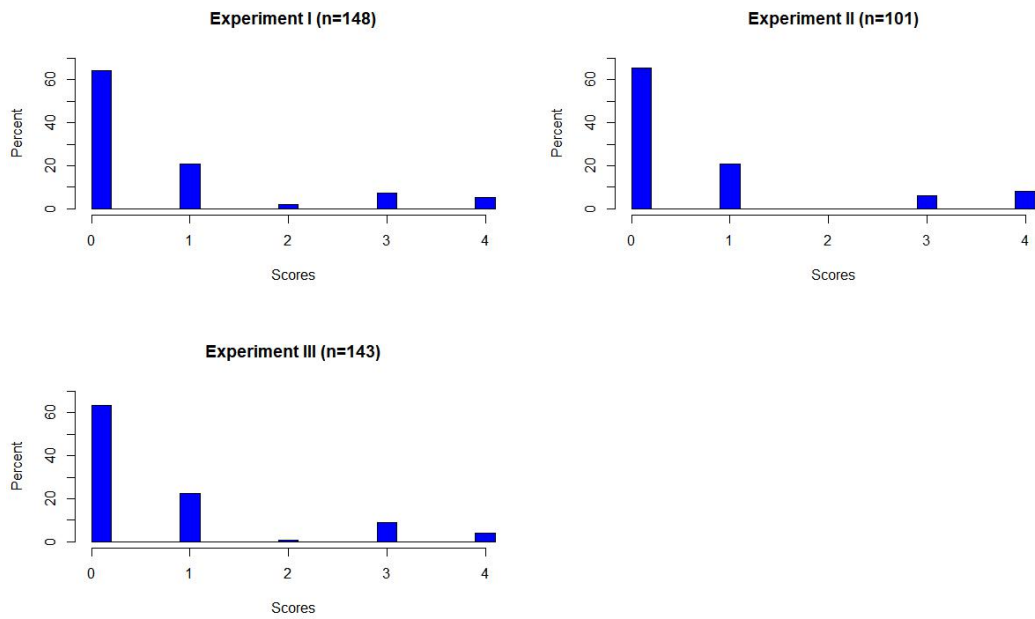 Experiment I (n=148)
Percent
0 20 40 60
0 1 2 3 4
Scores
Experiment II (n=101)
Percent
0 20 40 60
0 1 2 3 4
Scores
Experiment III (n=143)
Percent
0 20 40 60
0 1 2 3 4
Scores